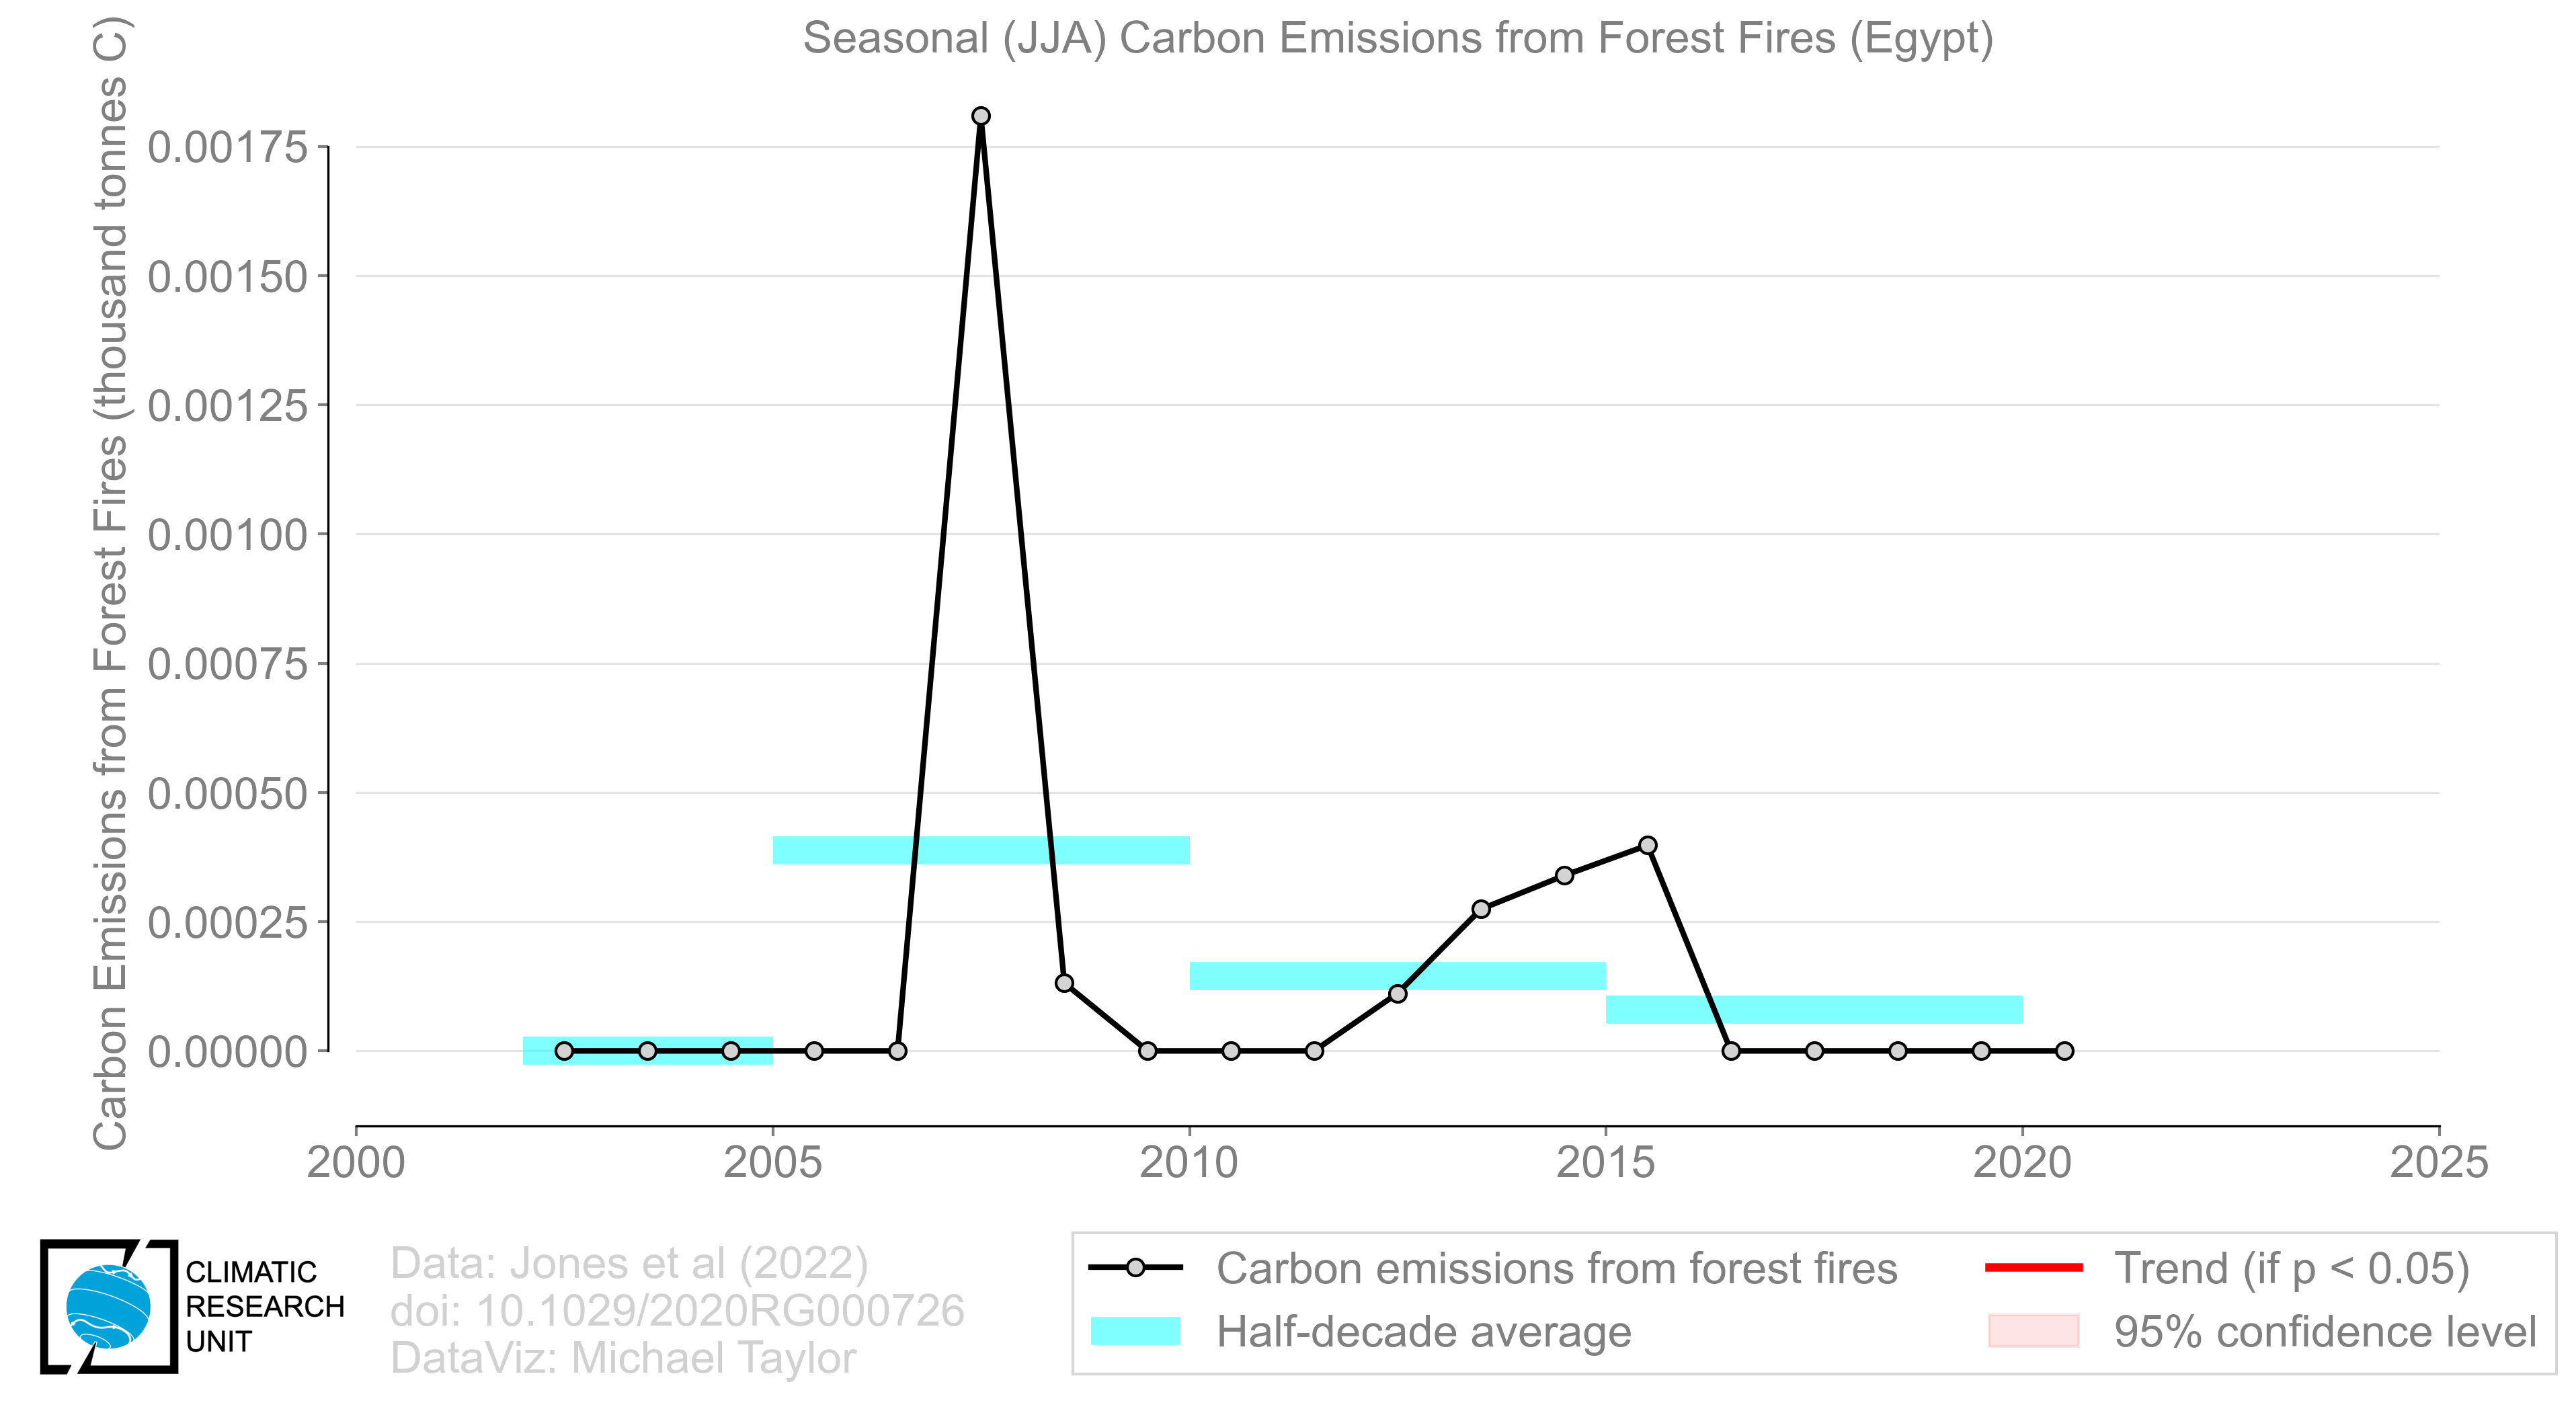 Seasonal (JJA) Carbon Emissions from Forest Fires (Egypt)
Carbon Emissions from Forest Fires (thousand tonnes C)
0.00175
0.00150
0.00125
0.00100
0.00075
0.00050
0.00025
0.00000
2000
2005
2010
2015
2020
2025
CLIMATIC
RESEARCH
UNIT
Data: Jones et al (2022)
doi: 10.1029/2020RG000726
DataViz: Michael Taylor
Carbon emissions from forest fires
Half-decade average
Trend (if p < 0.05)
95% confidence level